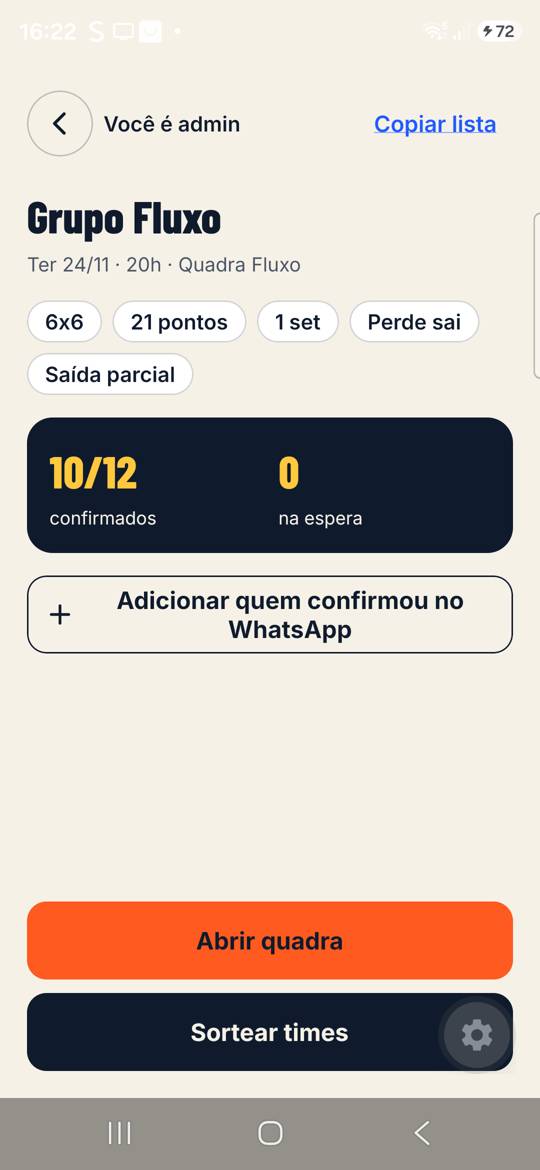 16:22
72
Você é admin
Copiar lista
Grupo Fluxo
Ter 24/11 · 20h · Quadra Fluxo
6x6
21 pontos
1 set
Perde sai
Saída parcial
10/12
0
confirmados
na espera
Adicionar quem confirmou no
WhatsApp
Abrir quadra
Sortear times